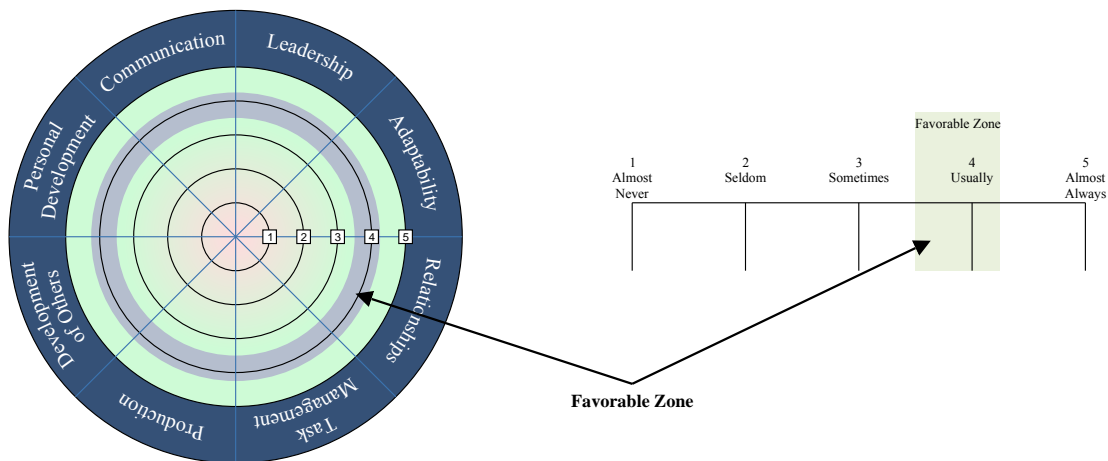 Communication
Leadership
Adaptability
Relationships
Task
Management
Production
Development
of Others
Personal
Development
1
2
3
4
5
Favorable Zone
1
Almost
Never
2
Seldom
3
Sometimes
4
Usually
5
Almost
Always
Favorable Zone